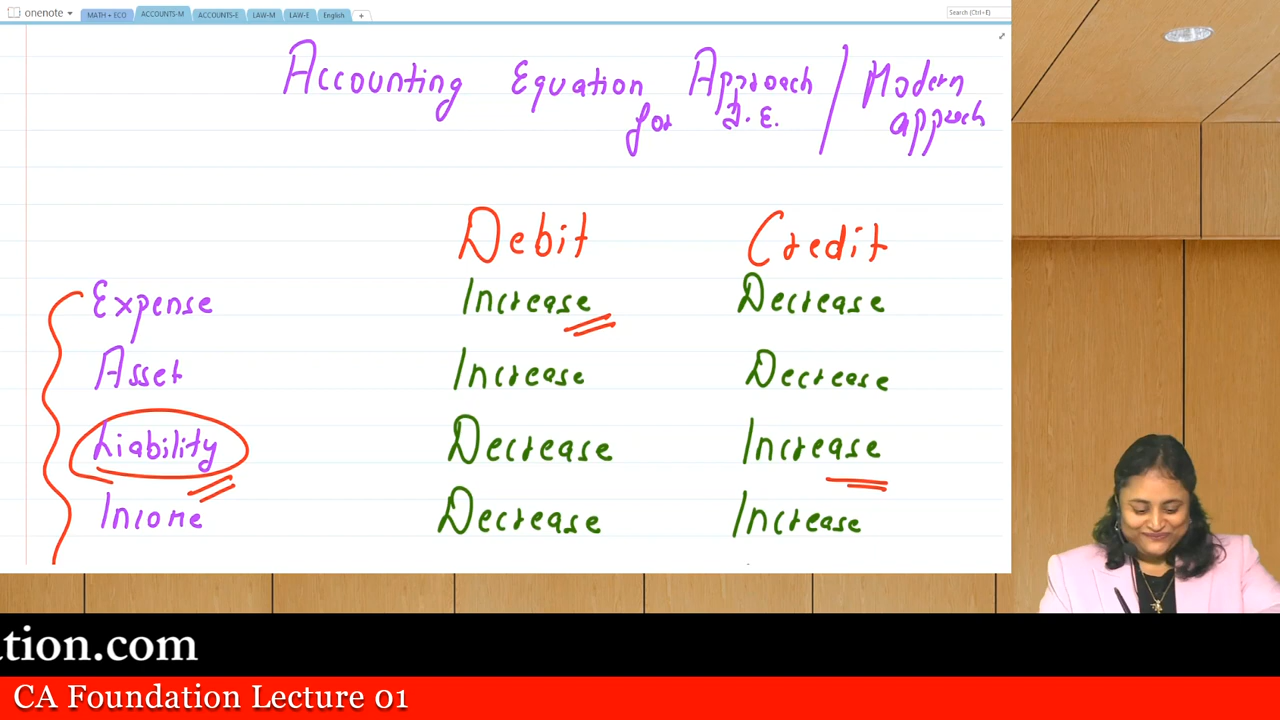 onenote
MATH + ECO ACCOUNTS-M ACCOUNTS-E LAW-M LAW-E English +
Search (Ctrl+E)
Accounting Equation Approach / Modern
for J.E. approch
Debit Credit
Expense Increase Decrease
Asset Increase Decrease
Liability Decrease Increase
Income Decrease Increase
tion.com
CA Foundation Lecture 01